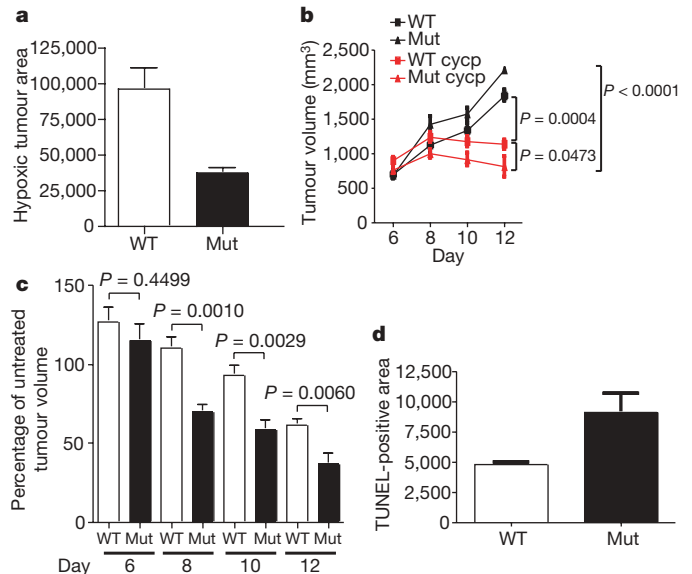 a
Hypoxic tumour area
125,000
100,000
75,000
50,000
25,000
0
WT
Mut
b
WT
Mut
WT cycp
Mut cycp
Tumour volume (mm³)
2,500
2,000
1,500
1,000
500
0
6 8 10 12
Day
P = 0.0004
P = 0.0473
P < 0.0001
c
Percentage of untreated
tumour volume
150
100
50
0
P = 0.4499
P = 0.0010
P = 0.0029
P = 0.0060
WT Mut WT Mut WT Mut WT Mut
Day 6 8 10 12
d
TUNEL-positive area
12,500
10,000
7,500
5,000
2,500
0
WT
Mut